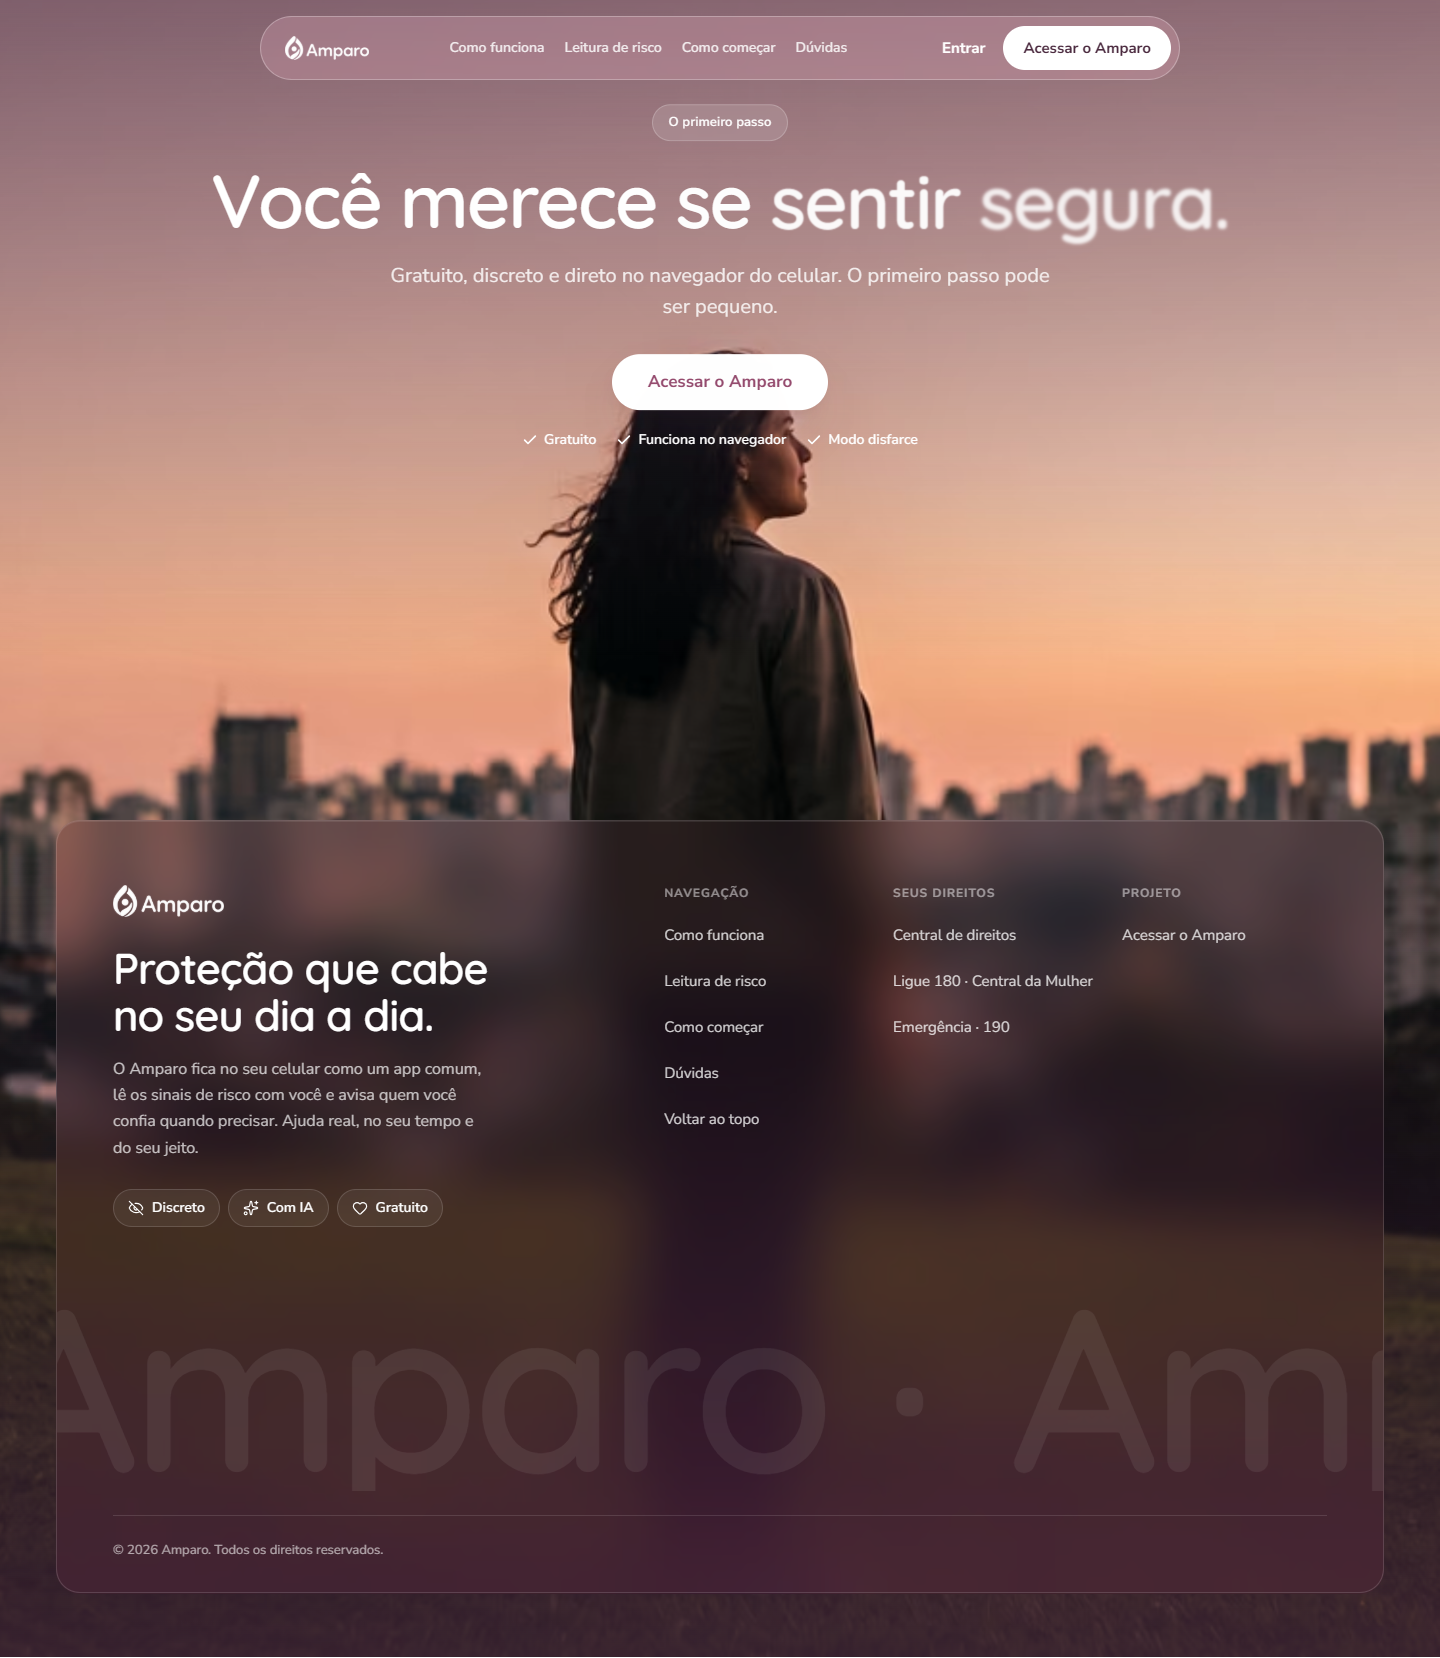 Amparo
Como funciona
Leitura de risco
Como começar
Dúvidas
Entrar
Acessar o Amparo
O primeiro passo
Você merece se sentir segura.
Gratuito, discreto e direto no navegador do celular. O primeiro passo pode
ser pequeno.
Acessar o Amparo
Gratuito
Funciona no navegador
Modo disfarce
Amparo
Proteção que cabe
no seu dia a dia.
O Amparo fica no seu celular como um app comum,
lê os sinais de risco com você e avisa quem você
confia quando precisar. Ajuda real, no seu tempo e
do seu jeito.
Discreto
Com IA
Gratuito
NAVEGAÇÃO
Como funciona
Leitura de risco
Como começar
Dúvidas
Voltar ao topo
SEUS DIREITOS
Central de direitos
Ligue 180 · Central da Mulher
Emergência · 190
PROJETO
Acessar o Amparo
Amparo · Amp
© 2026 Amparo. Todos os direitos reservados.